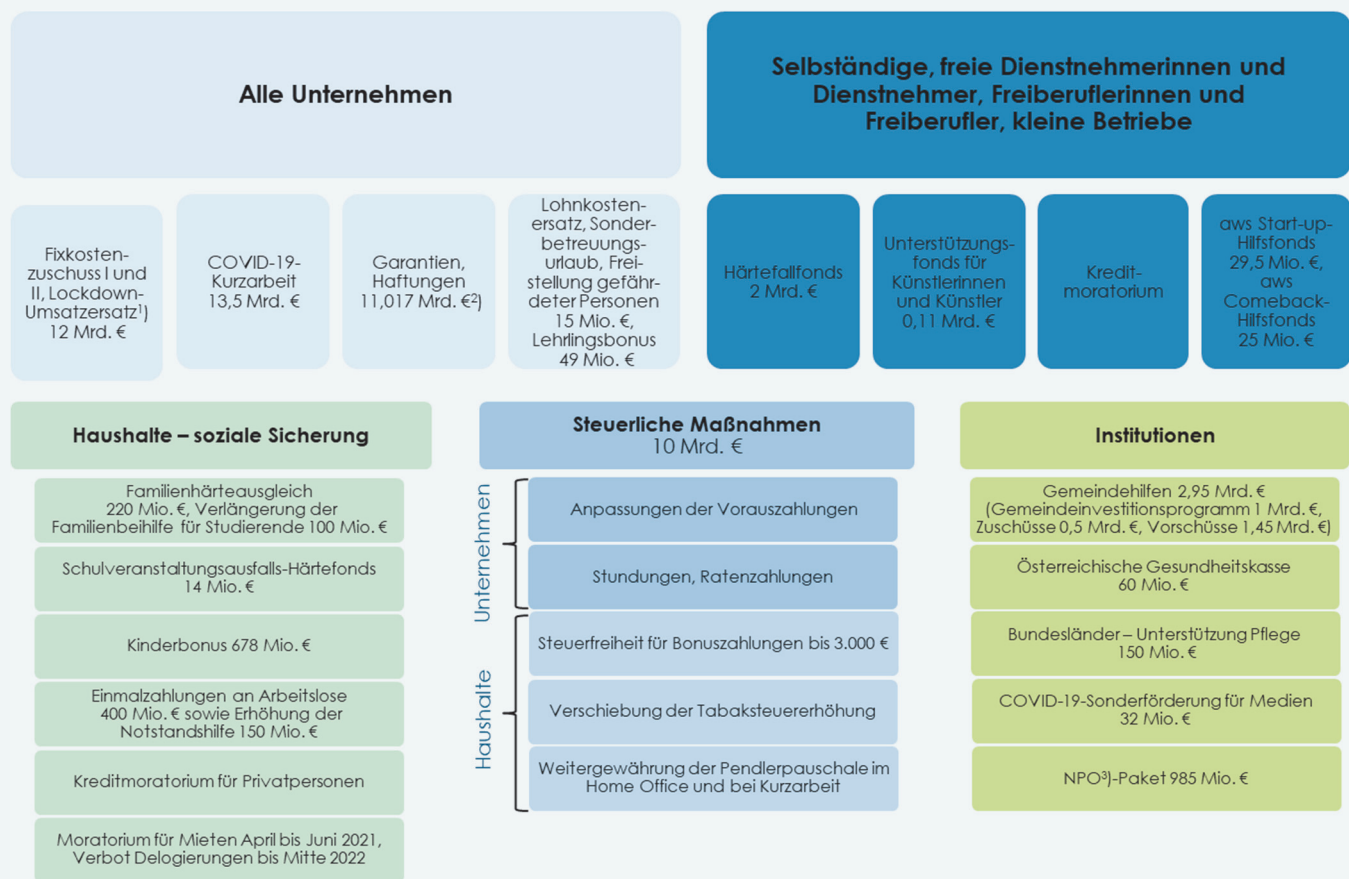 Alle Unternehmen
Selbständige, freie Dienstnehmerinnen und
Dienstnehmer, Freiberuflerinnen und
Freiberufler, kleine Betriebe
Fixkosten-
zuschuss I und
II, Lockdown-
Umsatzersatz¹)
12 Mrd. €
COVID-19-
Kurzarbeit
13,5 Mrd. €
Garantien,
Haftungen
11,017 Mrd. €²)
Lohnkosten-
ersatz, Sonder-
betreuungs-
urlaub, Frei-
stellung gefähr-
deter Personen
15 Mio. €,
Lehrlingsbonus
49 Mio. €
Härtefallfonds
2 Mrd. €
Unterstützungs-
fonds für
Künstlerinnen
und Künstler
0,11 Mrd. €
Kredit-
moratorium
aws Start-up-
Hilfsfonds
29,5 Mio. €,
aws
Comeback-
Hilfsfonds
25 Mio. €
Haushalte – soziale Sicherung
Familienhärteausgleich
220 Mio. €, Verlängerung der
Familienbeihilfe für Studierende 100 Mio. €
Schulveranstaltungsausfalls-Härtefonds
14 Mio. €
Kinderbonus 678 Mio. €
Einmalzahlungen an Arbeitslose
400 Mio. € sowie Erhöhung der
Notstandshilfe 150 Mio. €
Kreditmoratorium für Privatpersonen
Moratorium für Mieten April bis Juni 2021,
Verbot Delogierungen bis Mitte 2022
Steuerliche Maßnahmen
10 Mrd. €
Unternehmen
Anpassungen der Vorauszahlungen
Stundungen, Ratenzahlungen
Haushalte
Steuerfreiheit für Bonuszahlungen bis 3.000 €
Verschiebung der Tabaksteuererhöhung
Weitergewährung der Pendlerpauschale im
Home Office und bei Kurzarbeit
Institutionen
Gemeindehilfen 2,95 Mrd. €
(Gemeindeinvestitionsprogramm 1 Mrd. €,
Zuschüsse 0,5 Mrd. €, Vorschüsse 1,45 Mrd. €)
Österreichische Gesundheitskasse
60 Mio. €
Bundesländer – Unterstützung Pflege
150 Mio. €
COVID-19-Sonderförderung für Medien
32 Mio. €
NPO³)-Paket 985 Mio. €